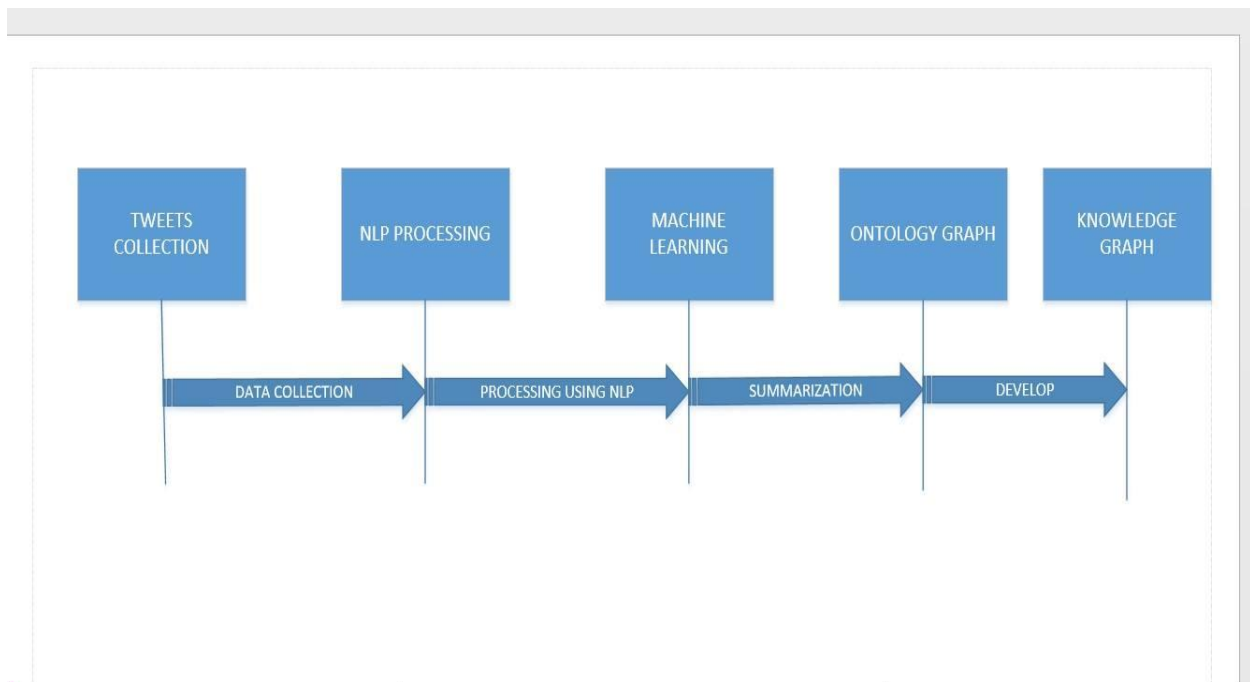 TWEETS
COLLECTION
NLP PROCESSING
MACHINE
LEARNING
ONTOLOGY GRAPH
KNOWLEDGE
GRAPH
DATA COLLECTION
PROCESSING USING NLP
SUMMARIZATION
DEVELOP